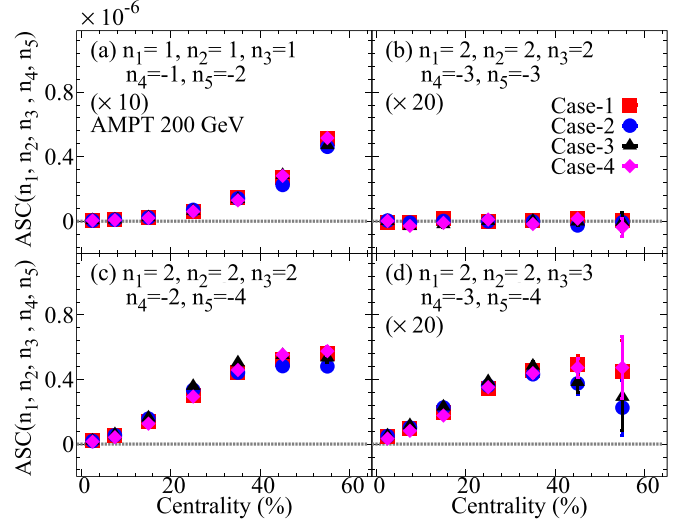 × 10⁻⁶
(a) n₁= 1, n₂= 1, n₃=1
n₄=-1, n₅=-2
(× 10)
AMPT 200 GeV
(b) n₁= 2, n₂= 2, n₃=2
n₄=-3, n₅=-3
(× 20)
Case-1
Case-2
Case-3
Case-4
0.8
0.4
0
ASC(n₁, n₂, n₃ , n₄, n₅)
(c) n₁= 2, n₂= 2, n₃=2
n₄=-2, n₅=-4
(d) n₁= 2, n₂= 2, n₃=3
n₄=-3, n₅=-4
(× 20)
0.8
0.4
0
ASC(n₁, n₂, n₃ , n₄, n₅)
0 20 40 60
0 20 40 60
Centrality (%)
Centrality (%)